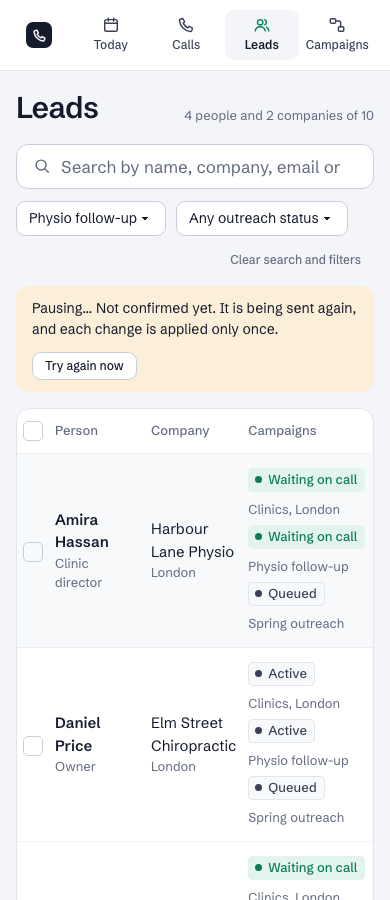 Today
Calls
Leads
Campaigns
Leads
4 people and 2 companies of 10
Search by name, company, email or
Physio follow-up
Any outreach status
Clear search and filters
Pausing… Not confirmed yet. It is being sent again,
and each change is applied only once.
Try again now
Person
Company
Campaigns
Amira
Hassan
Clinic
director
Harbour
Lane Physio
London
Waiting on call
Clinics, London
Waiting on call
Physio follow-up
Queued
Spring outreach
Daniel
Price
Owner
Elm Street
Chiropractic
London
Active
Clinics, London
Active
Physio follow-up
Queued
Spring outreach
Waiting on call
Clinics, London